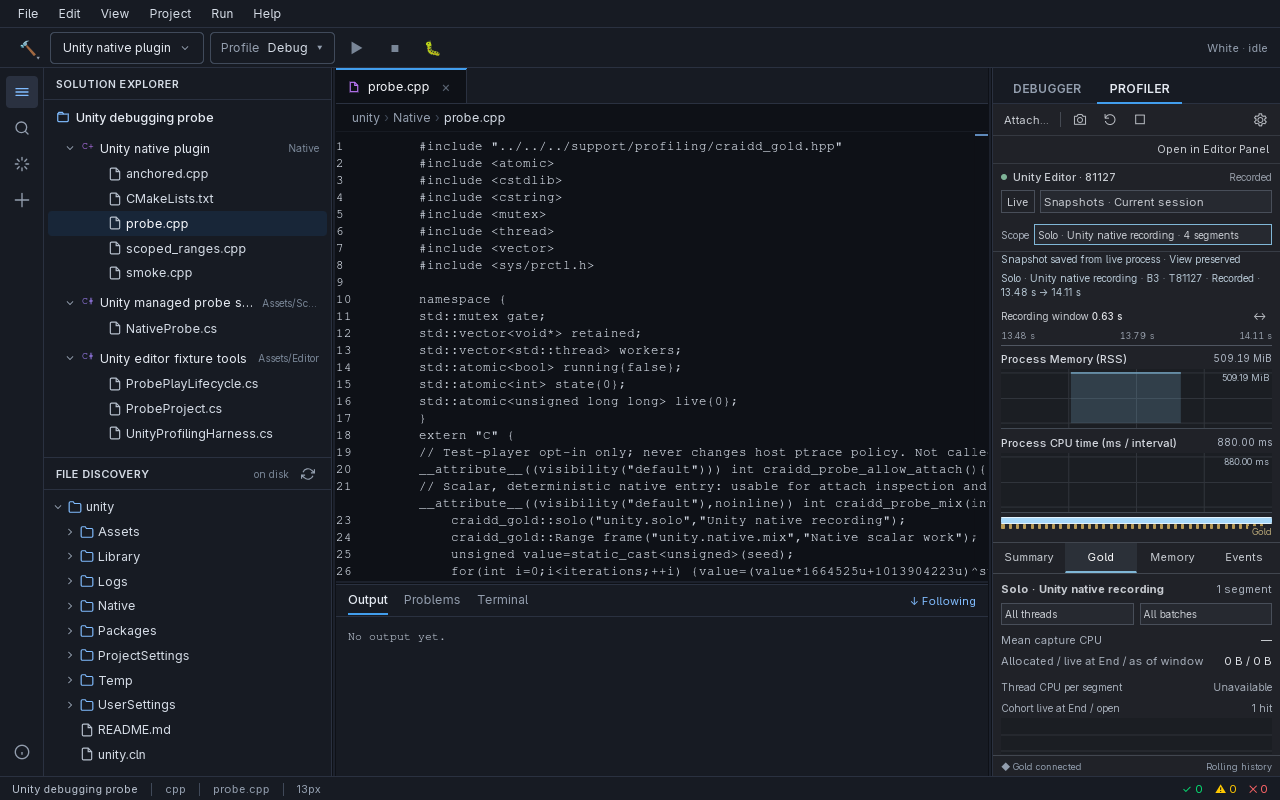 File Edit View Project Run Help
Unity native plugin
Profile Debug
White · idle
SOLUTION EXPLORER
Unity debugging probe
C+ Unity native plugin Native
anchored.cpp
CMakeLists.txt
probe.cpp
scoped_ranges.cpp
smoke.cpp
Unity managed probe s... Assets/Sc...
NativeProbe.cs
Unity editor fixture tools Assets/Editor
ProbePlayLifecycle.cs
ProbeProject.cs
UnityProfilingHarness.cs
FILE DISCOVERY on disk
unity
Assets
Library
Logs
Native
Packages
ProjectSettings
Temp
UserSettings
README.md
unity.cln
probe.cpp ×
unity › Native › probe.cpp
1 #include "../../../support/profiling/craidd_gold.hpp"
2 #include <atomic>
3 #include <cstdlib>
4 #include <cstring>
5 #include <mutex>
6 #include <thread>
7 #include <vector>
8 #include <sys/prctl.h>
9
10 namespace {
11 std::mutex gate;
12 std::vector<void*> retained;
13 std::vector<std::thread> workers;
14 std::atomic<bool> running{false};
15 std::atomic<int> state{0};
16 std::atomic<unsigned long long> live{0};
17 }
18 extern "C" {
19 // Test-player opt-in only; never changes host ptrace policy. Not calle
20 __attribute__((visibility("default"))) int craidd_probe_allow_attach(){
21 // Scalar, deterministic native entry: usable for attach inspection and
__attribute__((visibility("default"),noinline)) int craidd_probe_mix(in
23 craidd_gold::solo("unity.solo","Unity native recording");
24 craidd_gold::Range frame("unity.native.mix","Native scalar work");
25 unsigned value=static_cast<unsigned>(seed);
26 for(int i=0;i<iterations;++i) {value=(value*1664525u+1013904223u)^s
Output Problems Terminal ↓ Following
No output yet.
DEBUGGER PROFILER
Attach...
Open in Editor Panel
Unity Editor · 81127 Recorded
Live Snapshots · Current session
Scope Solo · Unity native recording · 4 segments
Snapshot saved from live process · View preserved
Solo · Unity native recording · B3 · T81127 · Recorded ·
13.48 s → 14.11 s
Recording window 0.63 s ↔
13.48 s 13.79 s 14.11 s
Process Memory (RSS) 509.19 MiB
509.19 MiB
Process CPU time (ms / interval) 880.00 ms
880.00 ms
Gold
Summary Gold Memory Events
Solo · Unity native recording 1 segment
All threads All batches
Mean capture CPU —
Allocated / live at End / as of window 0 B / 0 B
Thread CPU per segment Unavailable
Cohort live at End / open 1 hit
◆ Gold connected Rolling history
Unity debugging probe cpp probe.cpp 13px ✓ 0 ⚠ 0 ✕ 0